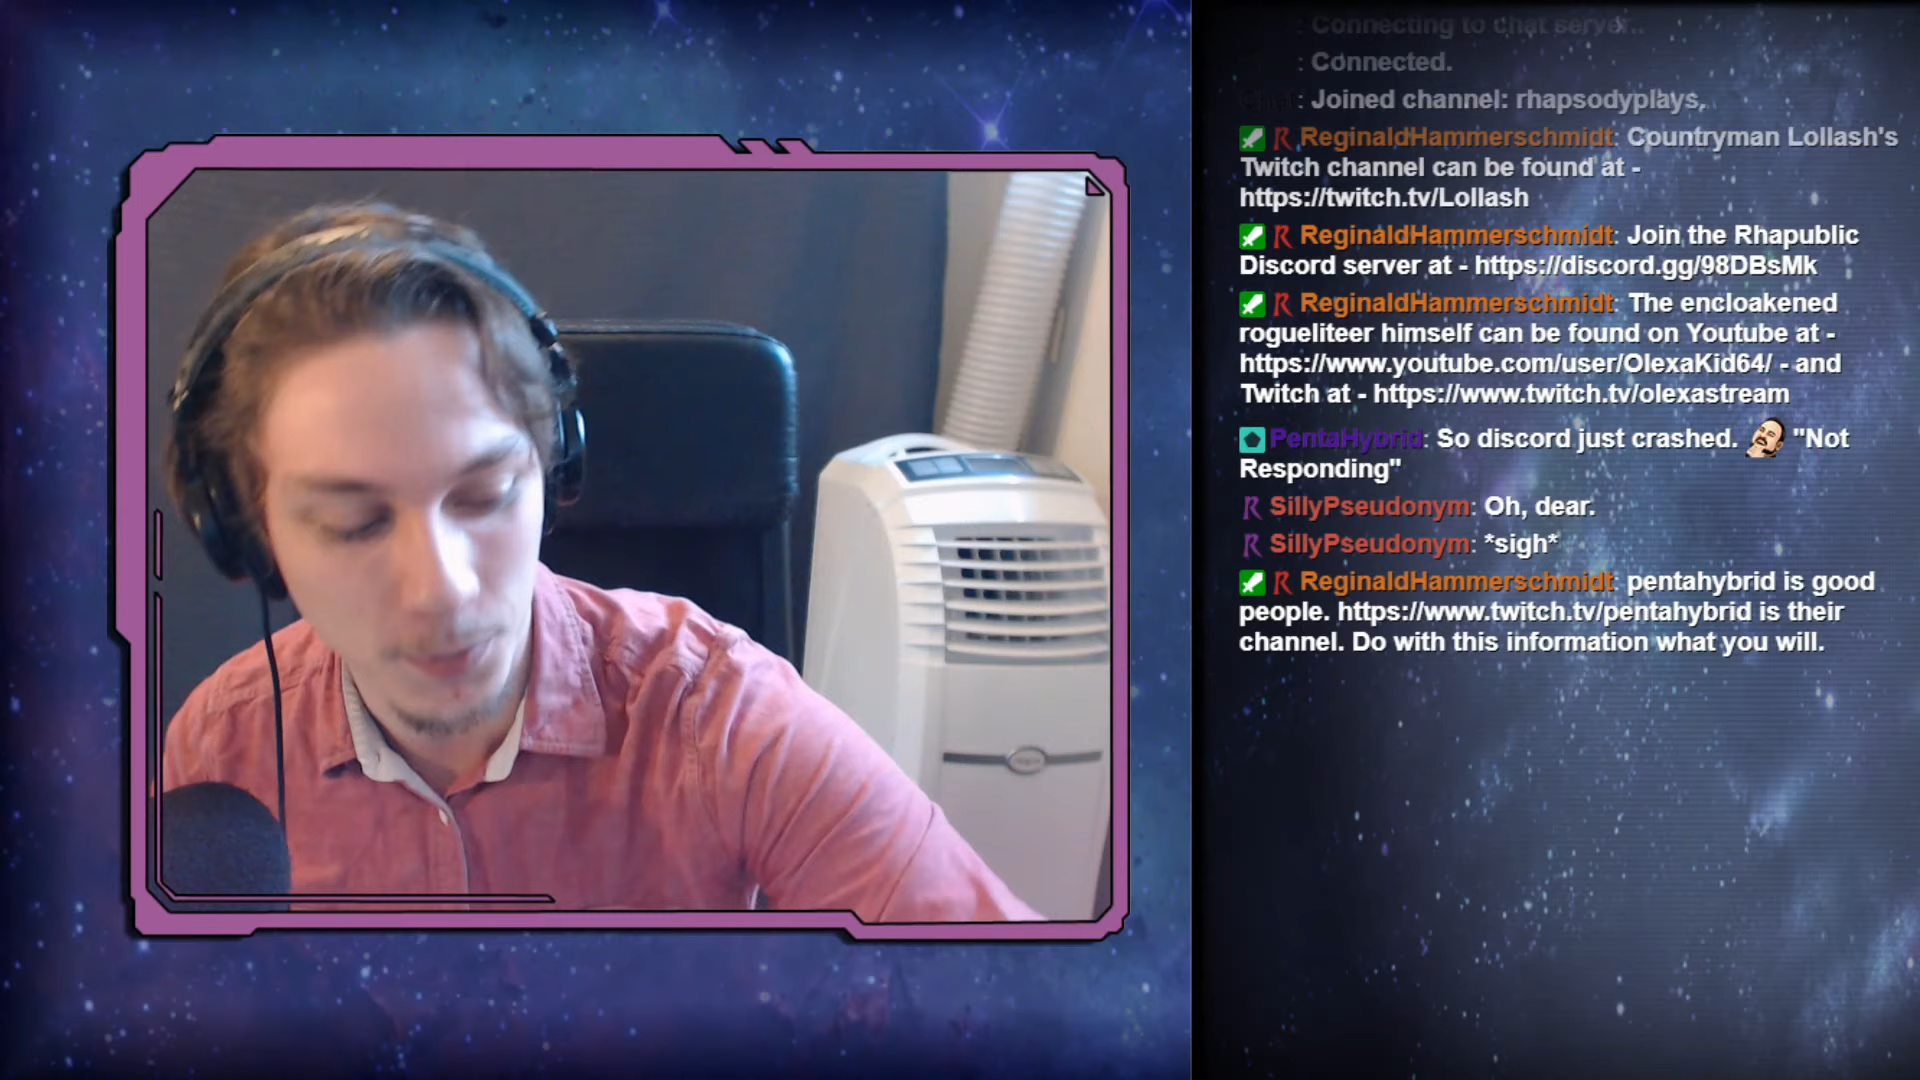 : Connecting to chat server..
: Connected.
: Joined channel: rhapsodyplays.
ReginaldHammerschmidt: Countryman Lollash's
Twitch channel can be found at -
https://twitch.tv/Lollash
ReginaldHammerschmidt: Join the Rhapublic
Discord server at - https://discord.gg/98DBsMk
ReginaldHammerschmidt: The encloakened
rogueliteer himself can be found on Youtube at -
https://www.youtube.com/user/OlexaKid64/ - and
Twitch at - https://www.twitch.tv/olexastream
PentaHybrid: So discord just crashed. "Not
Responding"
R SillyPseudonym: Oh, dear.
R SillyPseudonym: *sigh*
ReginaldHammerschmidt: pentahybrid is good
people. https://www.twitch.tv/pentahybrid is their
channel. Do with this information what you will.